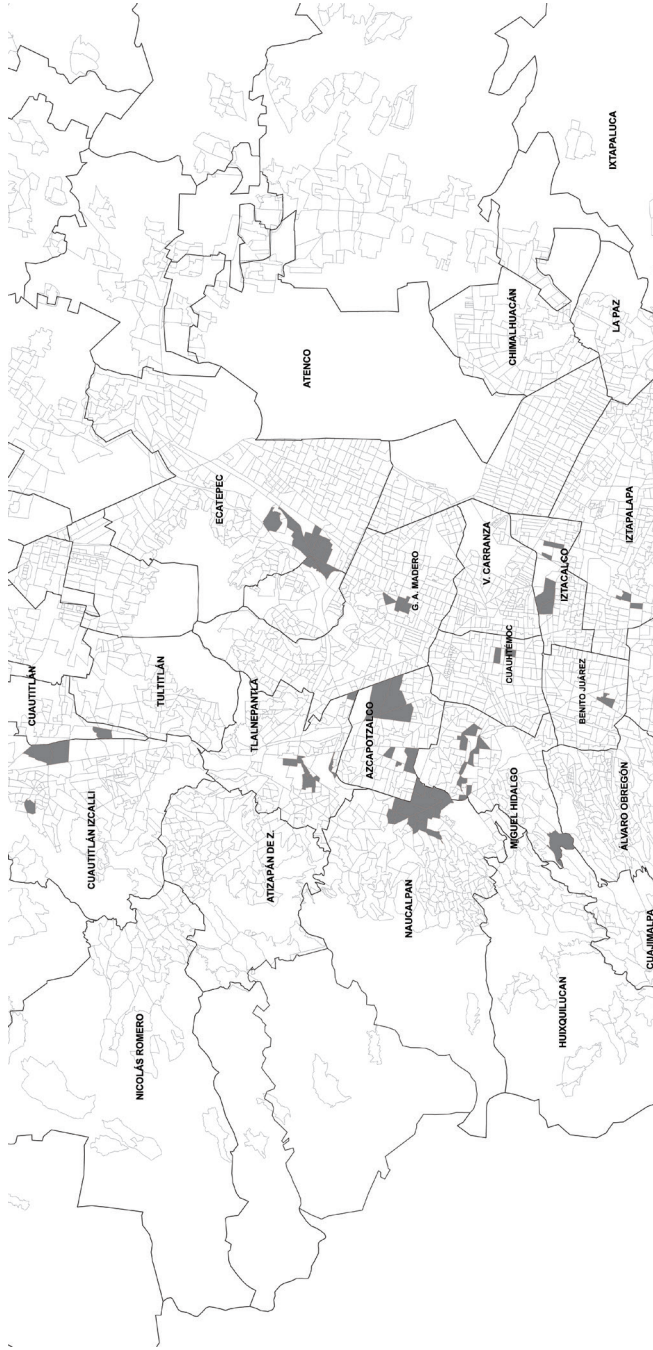 CUAUTITLÁN
CUAUTITLÁN IZCALLI
TULTITLÁN
NICOLÁS ROMERO
ECATEPEC
TLALNEPANTLA
ATIZAPÁN DE Z.
ATENCO
AZCAPOTZALCO
G. A. MADERO
NAUCALPAN
V. CARRANZA
CUAUHTEMOC
MIGUEL HIDALGO
CHIMALHUACÁN
IZTACALCO
HUIXQUILUCAN
BENITO JUÁREZ
IXTAPALUCA
LA PAZ
IZTAPALAPA
ÁLVARO OBREGÓN
CUAJIMALPA